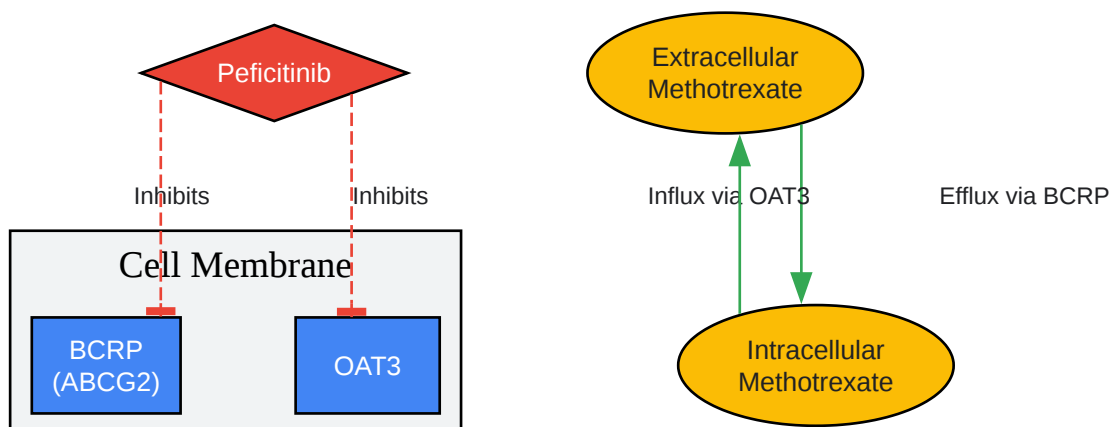 Peficitinib
Extracellular
Methotrexate
Inhibits
Inhibits
Influx via OAT3
Efflux via BCRP
Cell Membrane
BCRP
(ABCG2)
OAT3
Intracellular
Methotrexate